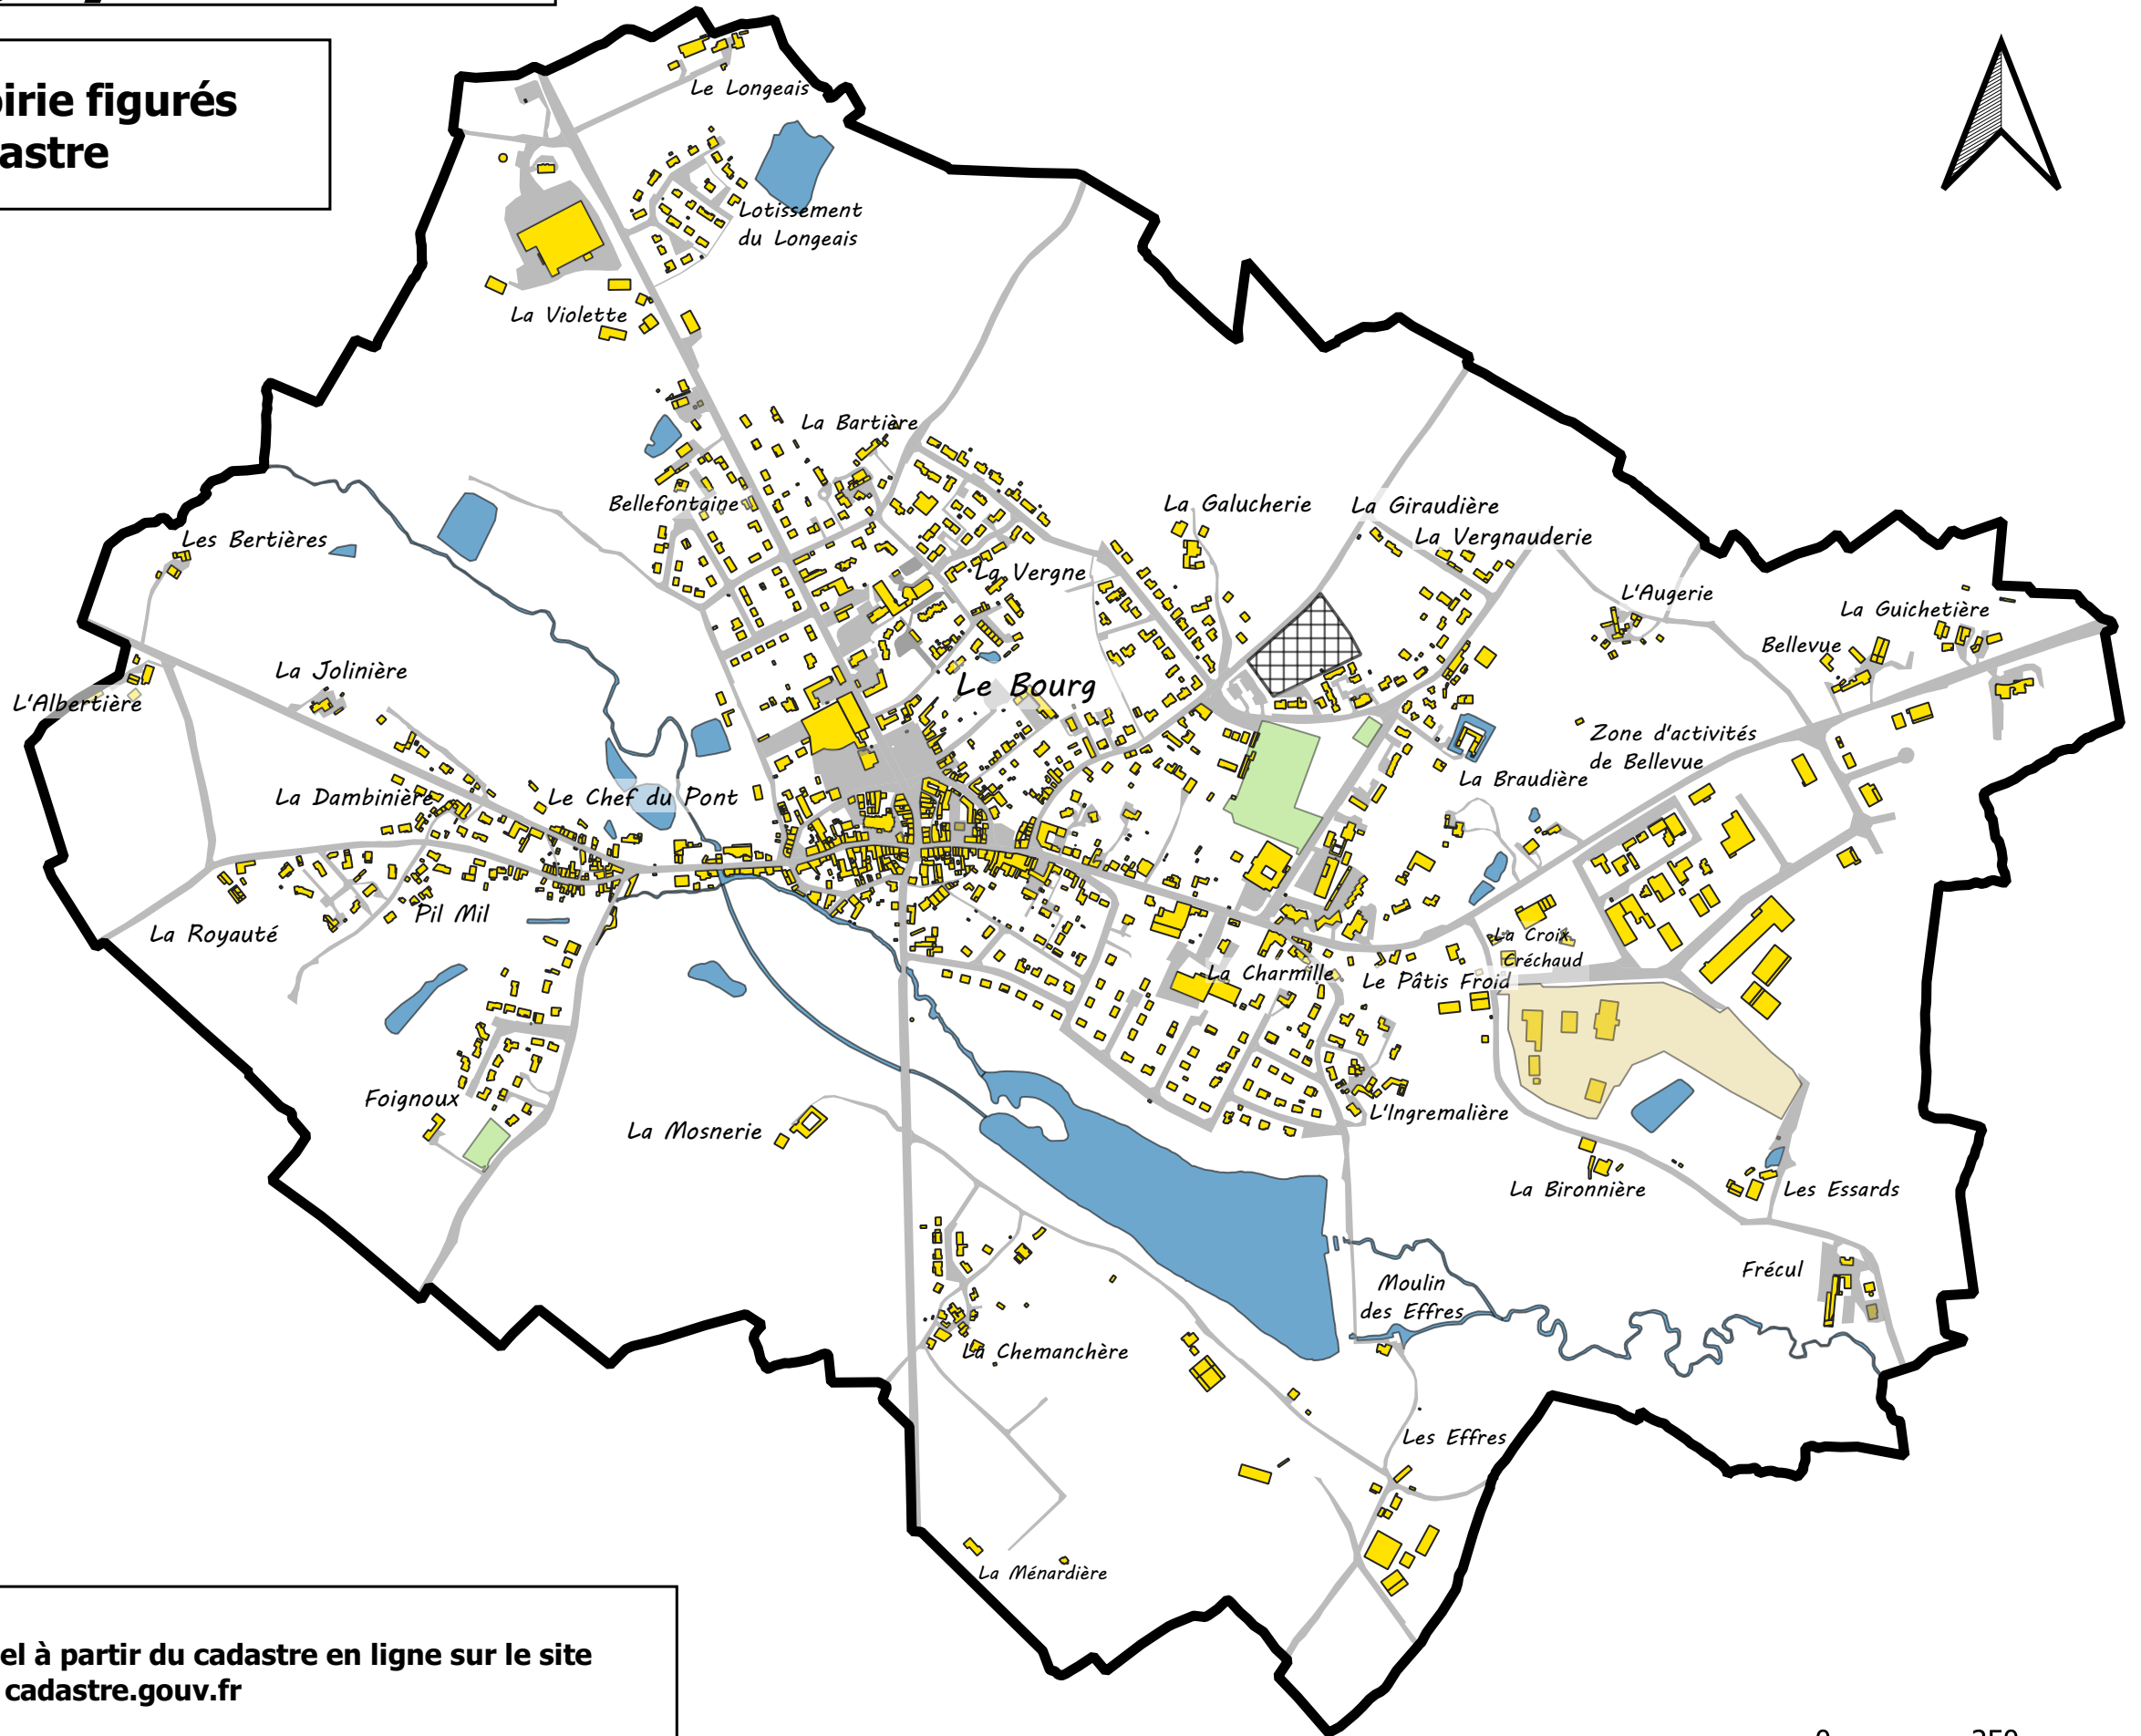 oirie figurés
astre
Le Longeais
Lotissement
du Longeais
La Violette
La Bartière
Bellefontaine
La Galucherie
La Giraudière
La Vergnauderie
Les Bertières
La Vergne
L'Augerie
La Guichetière
Bellevue
La Jolinière
Le Bourg
L'Albertière
Zone d'activités
de Bellevue
La Braudière
La Dambinière
Le Chef du Pont
Pil Mil
La Royauté
La Croix
Créchaud
La Charmille
Le Pâtis Froid
Foignoux
L'Ingremalière
La Mosnerie
La Bironnière
Les Essards
Frécul
Moulin
des Effres
La Chemanchère
Les Effres
La Ménardière
el à partir du cadastre en ligne sur le site
cadastre.gouv.fr